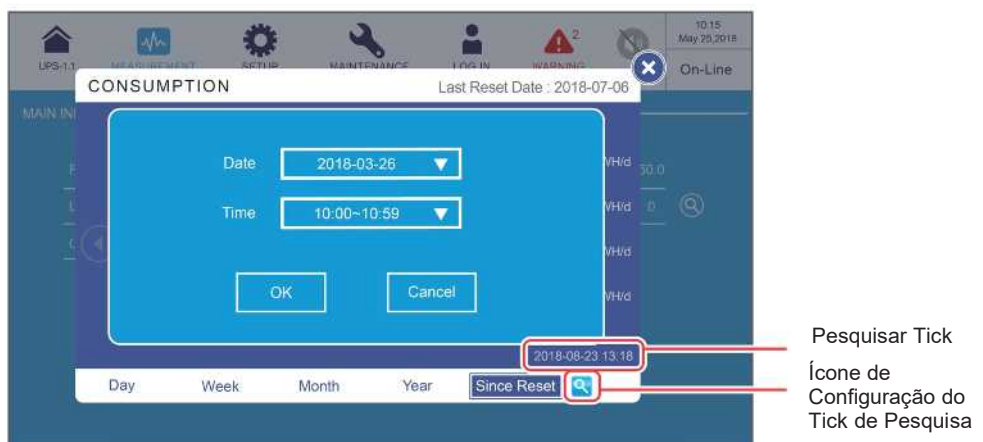 10:15
May 25,2018
2
UPS-1.1
MEASUREMENT
SETUP
MAINTENANCE
LOG IN
WARNING
On-Line
CONSUMPTION
Last Reset Date : 2018-07-06
MAIN IN
Date
2018-03-26
WH/d
Time
10:00~10:59
WH/d
0
WH/d
OK
Cancel
WH/d
2018-08-23 13.18
Pesquisar Tick
Day
Week
Month
Year
Since Reset
Ícone de
Configuração do
Tick de Pesquisa